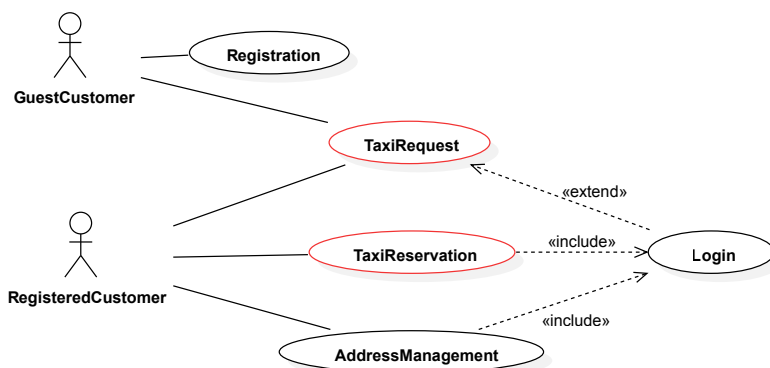 Registration
GuestCustomer
TaxiRequest
«extend»
TaxiReservation
«include»
Login
RegisteredCustomer
«include»
AddressManagement